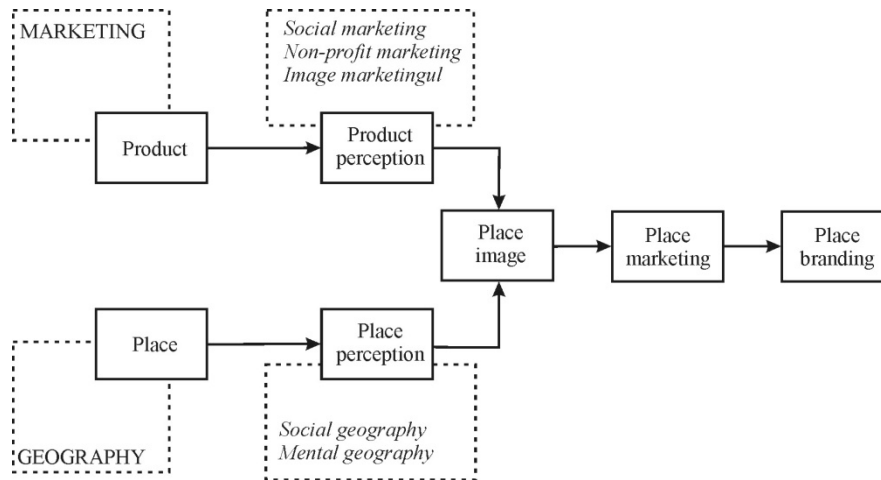 MARKETING
Social marketing
Non-profit marketing
Image marketingul
Product
Product
perception
Place
image
Place
marketing
Place
branding
Place
Place
perception
Social geography
Mental geography
GEOGRAPHY